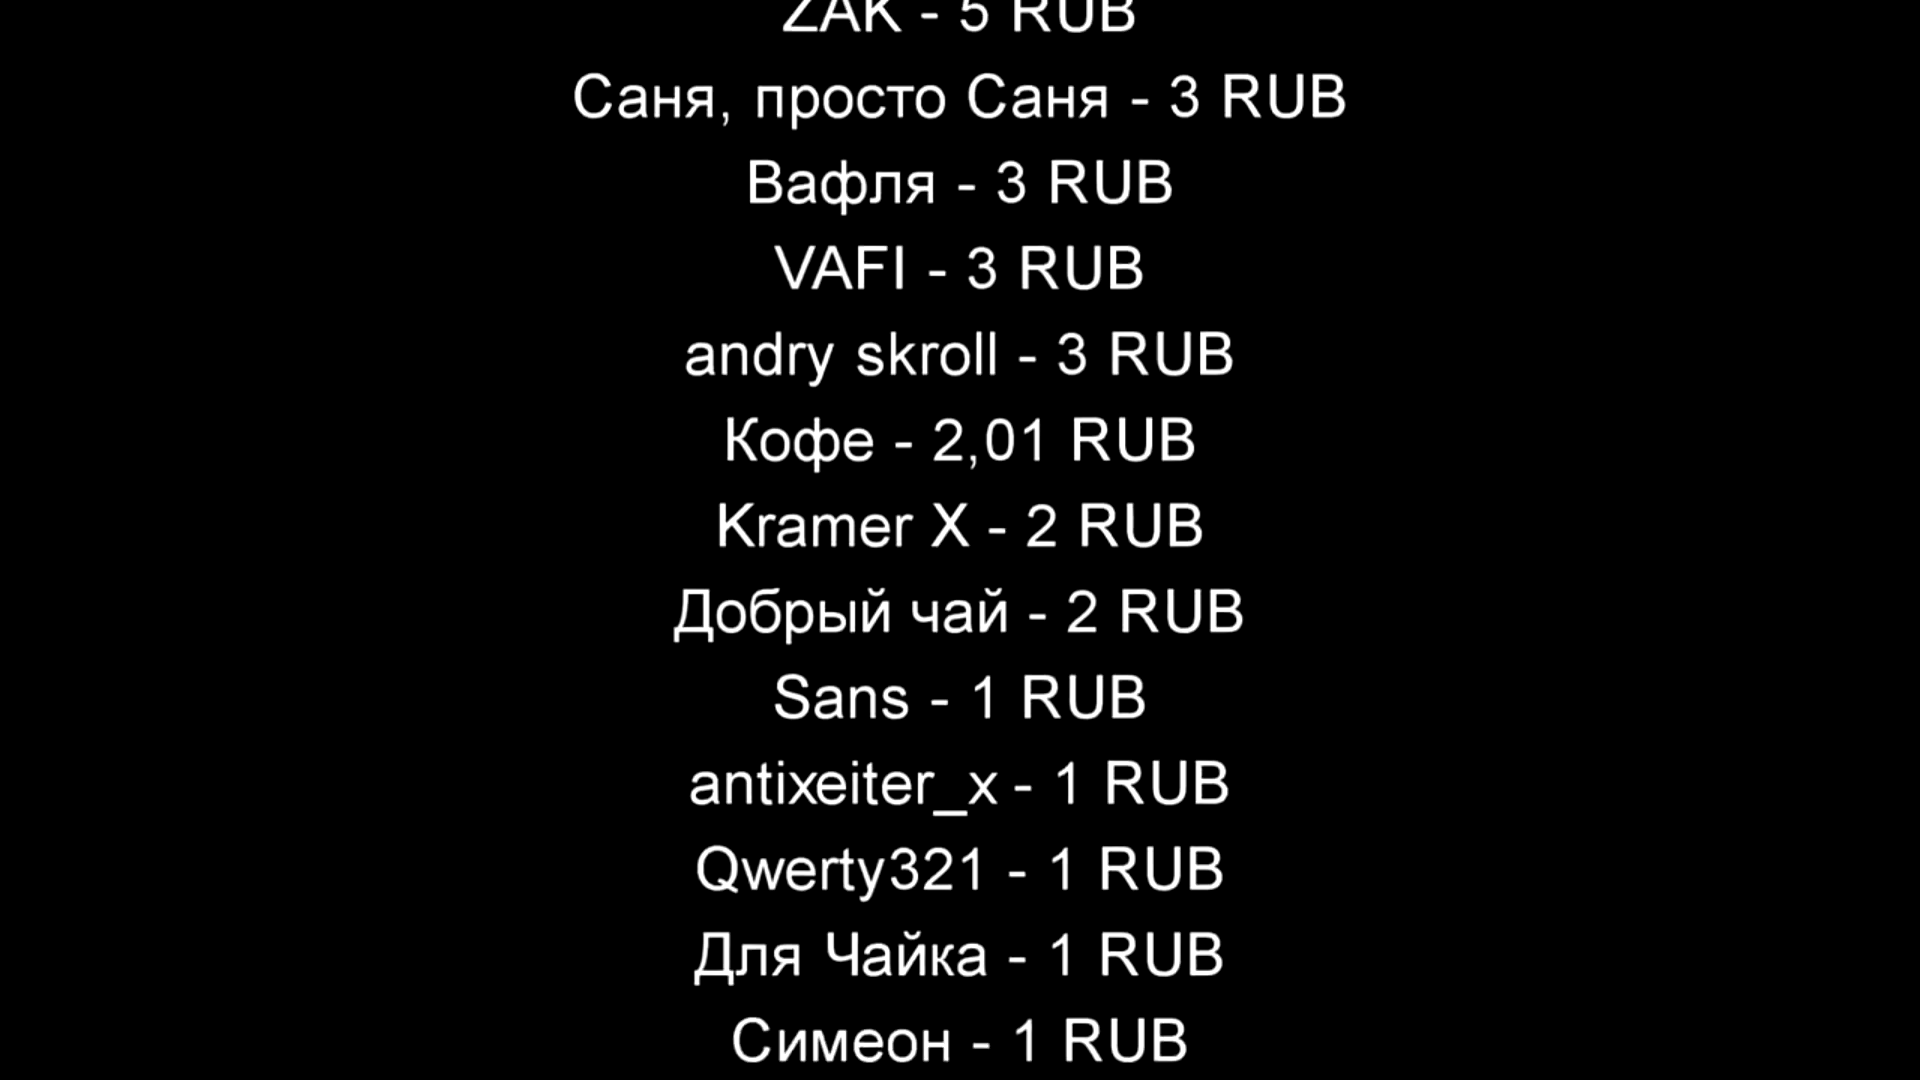 ZAK - 5 RUB
Саня, просто Саня - 3 RUB
Вафля - 3 RUB
VAFI - 3 RUB
andry skroll - 3 RUB
Кофе - 2,01 RUB
Kramer X - 2 RUB
Добрый чай - 2 RUB
Sans - 1 RUB
antixeiter_x - 1 RUB
Qwerty321 - 1 RUB
Для Чайка - 1 RUB
Симеон - 1 RUB